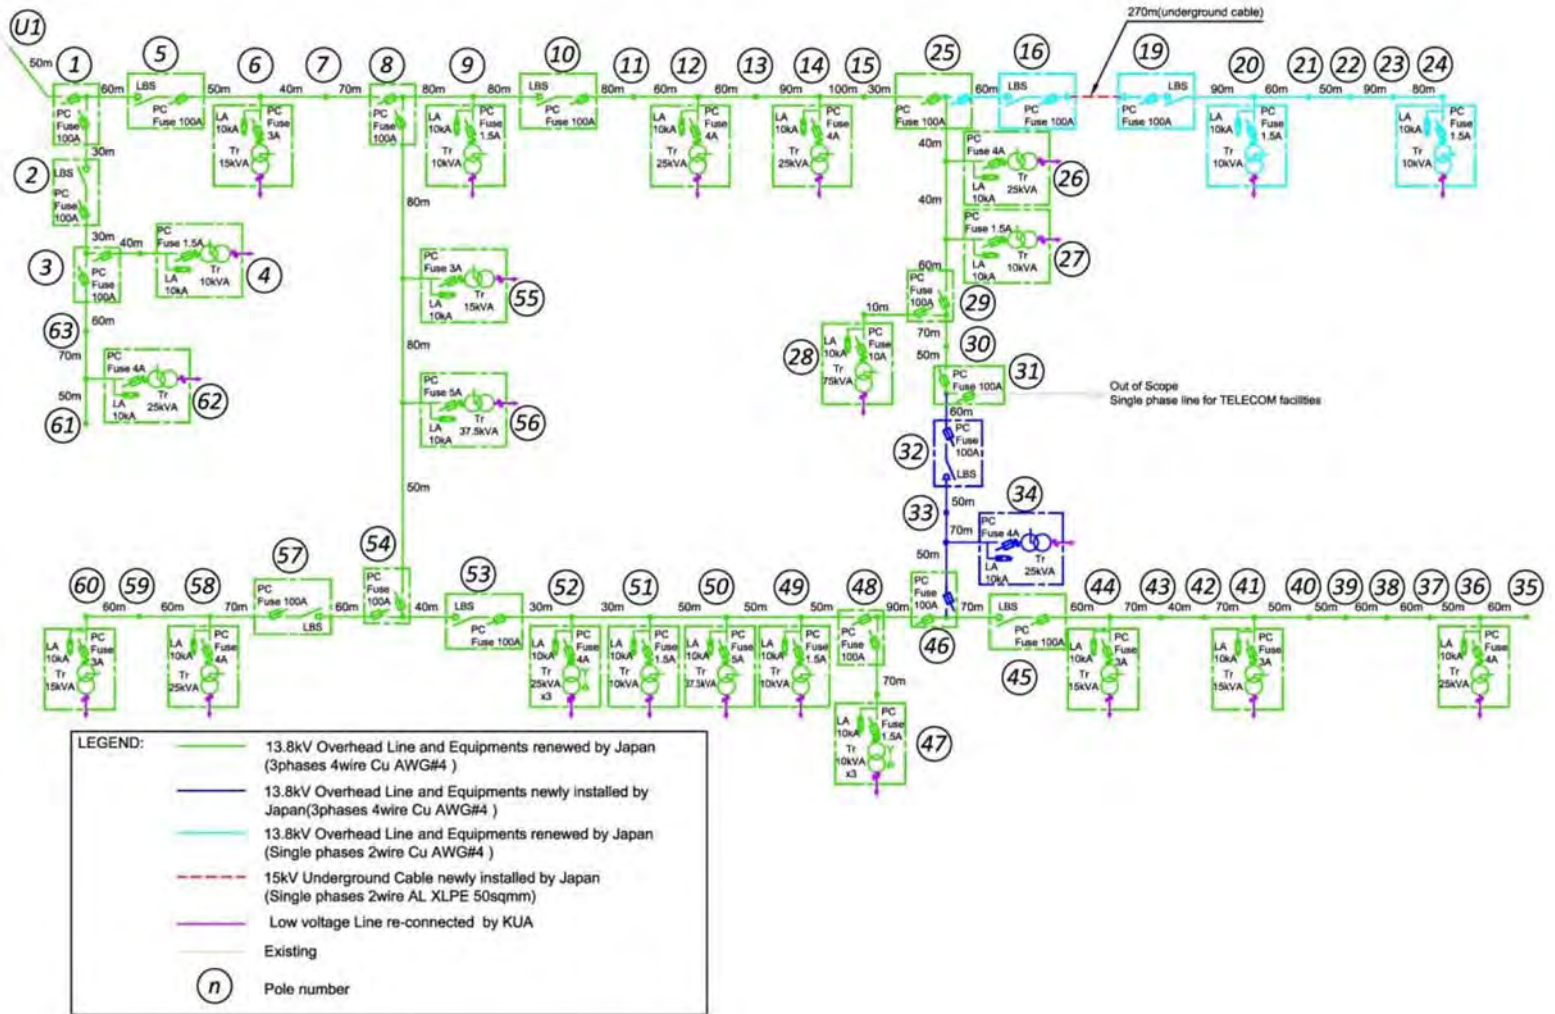 270m(underground cable)
U1
50m
1
60m
PC
Fuse
100A
5
LBS
PC
Fuse 100A
50m
6
LA
10kA
PC
Fuse
3A
Tr
15kVA
40m
7
70m
8
PC
Fuse
100A
80m
9
LA
10kA
PC
Fuse
1.5A
Tr
10kVA
80m
10
LBS
PC
Fuse 100A
80m
11
60m
12
LA
10kA
PC
Fuse
4A
Tr
25kVA
60m
13
90m
14
LA
10kA
PC
Fuse
4A
Tr
25kVA
100m
15
30m
25
PC
Fuse 100A
60m
16
LBS
PC
Fuse 100A
19
LBS
PC
Fuse 100A
90m
20
LA
10kA
PC
Fuse
1.5A
Tr
10kVA
60m
21
50m
22
90m
23
80m
24
LA
10kA
PC
Fuse
1.5A
Tr
10kVA
30m
2
LBS
PC
Fuse
100A
30m
3
PC
Fuse
100A
40m
PC
Fuse 1.5A
LA
10kA
Tr
10kVA
4
60m
63
70m
PC
Fuse 4A
LA
10kA
Tr
25kVA
62
50m
61
80m
PC
Fuse 3A
LA
10kA
Tr
15kVA
55
80m
PC
Fuse 5A
LA
10kA
Tr
37.5kVA
56
50m
40m
PC
Fuse 4A
LA
10kA
Tr
25kVA
26
40m
PC
Fuse 1.5A
LA
10kA
Tr
10kVA
27
60m
PC
Fuse
100A
29
10m
28
LA
10kA
PC
Fuse
10A
Tr
75kVA
70m
30
50m
PC
Fuse 100A
31
Out of Scope
Single phase line for TELECOM facilities
60m
32
PC
Fuse
100A
LBS
50m
33
70m
34
PC
Fuse 4A
LA
10kA
Tr
25kVA
50m
60
LA
10kA
PC
Fuse
3A
Tr
15kVA
60m
59
60m
58
LA
10kA
PC
Fuse
4A
Tr
25kVA
70m
57
PC
Fuse 100A
LBS
60m
54
PC
Fuse
100A
40m
53
LBS
PC
Fuse 100A
30m
52
LA
10kA
PC
Fuse
4A
Tr
25kVA
x3
30m
51
LA
10kA
PC
Fuse
1.5A
Tr
10kVA
50m
50
LA
10kA
PC
Fuse
5A
Tr
37.5kVA
50m
49
LA
10kA
PC
Fuse
1.5A
Tr
10kVA
50m
48
PC
Fuse
100A
70m
47
LA
10kA
PC
Fuse
1.5A
Tr
10kVA
x3
90m
PC
Fuse
100A
46
70m
LBS
PC
Fuse 100A
45
60m
44
LA
10kA
PC
Fuse
3A
Tr
15kVA
70m
43
40m
42
70m
41
LA
10kA
PC
Fuse
3A
Tr
15kVA
50m
40
50m
39
60m
38
60m
37
50m
36
LA
10kA
PC
Fuse
4A
Tr
25kVA
60m
35
LEGEND:
13.8kV Overhead Line and Equipments renewed by Japan
(3phases 4wire Cu AWG#4 )
13.8kV Overhead Line and Equipments newly installed by
Japan(3phases 4wire Cu AWG#4 )
13.8kV Overhead Line and Equipments renewed by Japan
(Single phases 2wire Cu AWG#4 )
15kV Underground Cable newly installed by Japan
(Single phases 2wire AL XLPE 50sqmm)
Low voltage Line re-connected by KUA
Existing
n
Pole number